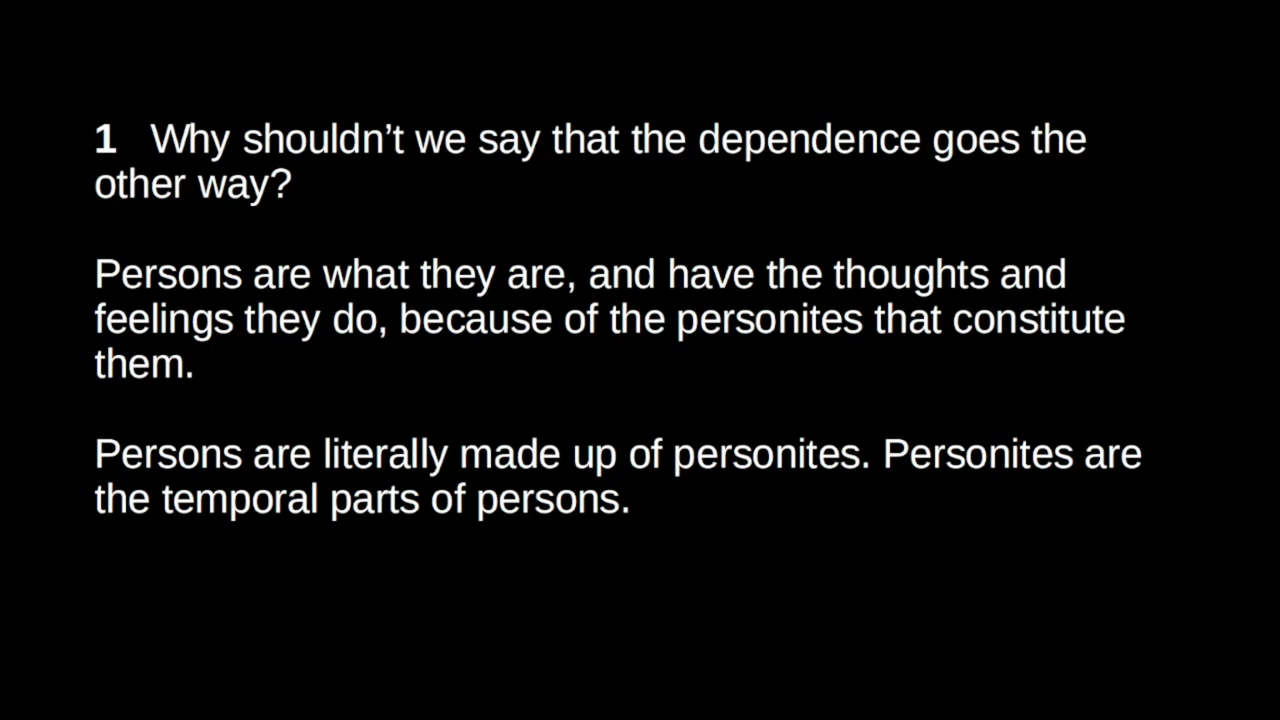 1 Why shouldn’t we say that the dependence goes the
other way?
Persons are what they are, and have the thoughts and
feelings they do, because of the personites that constitute
them.
Persons are literally made up of personites. Personites are
the temporal parts of persons.